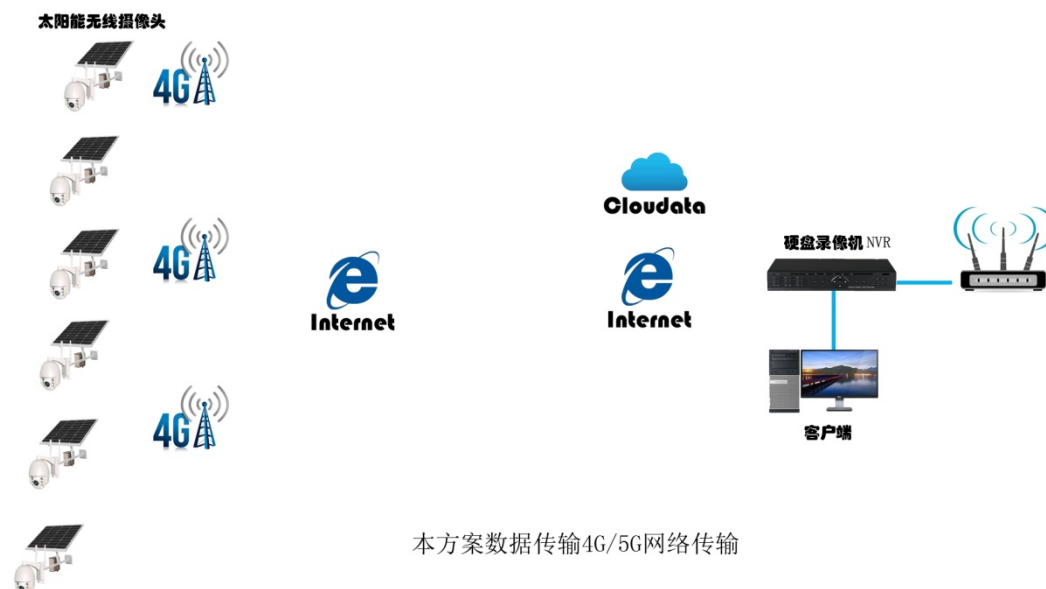 太阳能无线摄像头
4G
Cloudata
4G
硬盘录像机 NVR
Internet
Internet
4G
客户端
本方案数据传输4G/5G网络传输